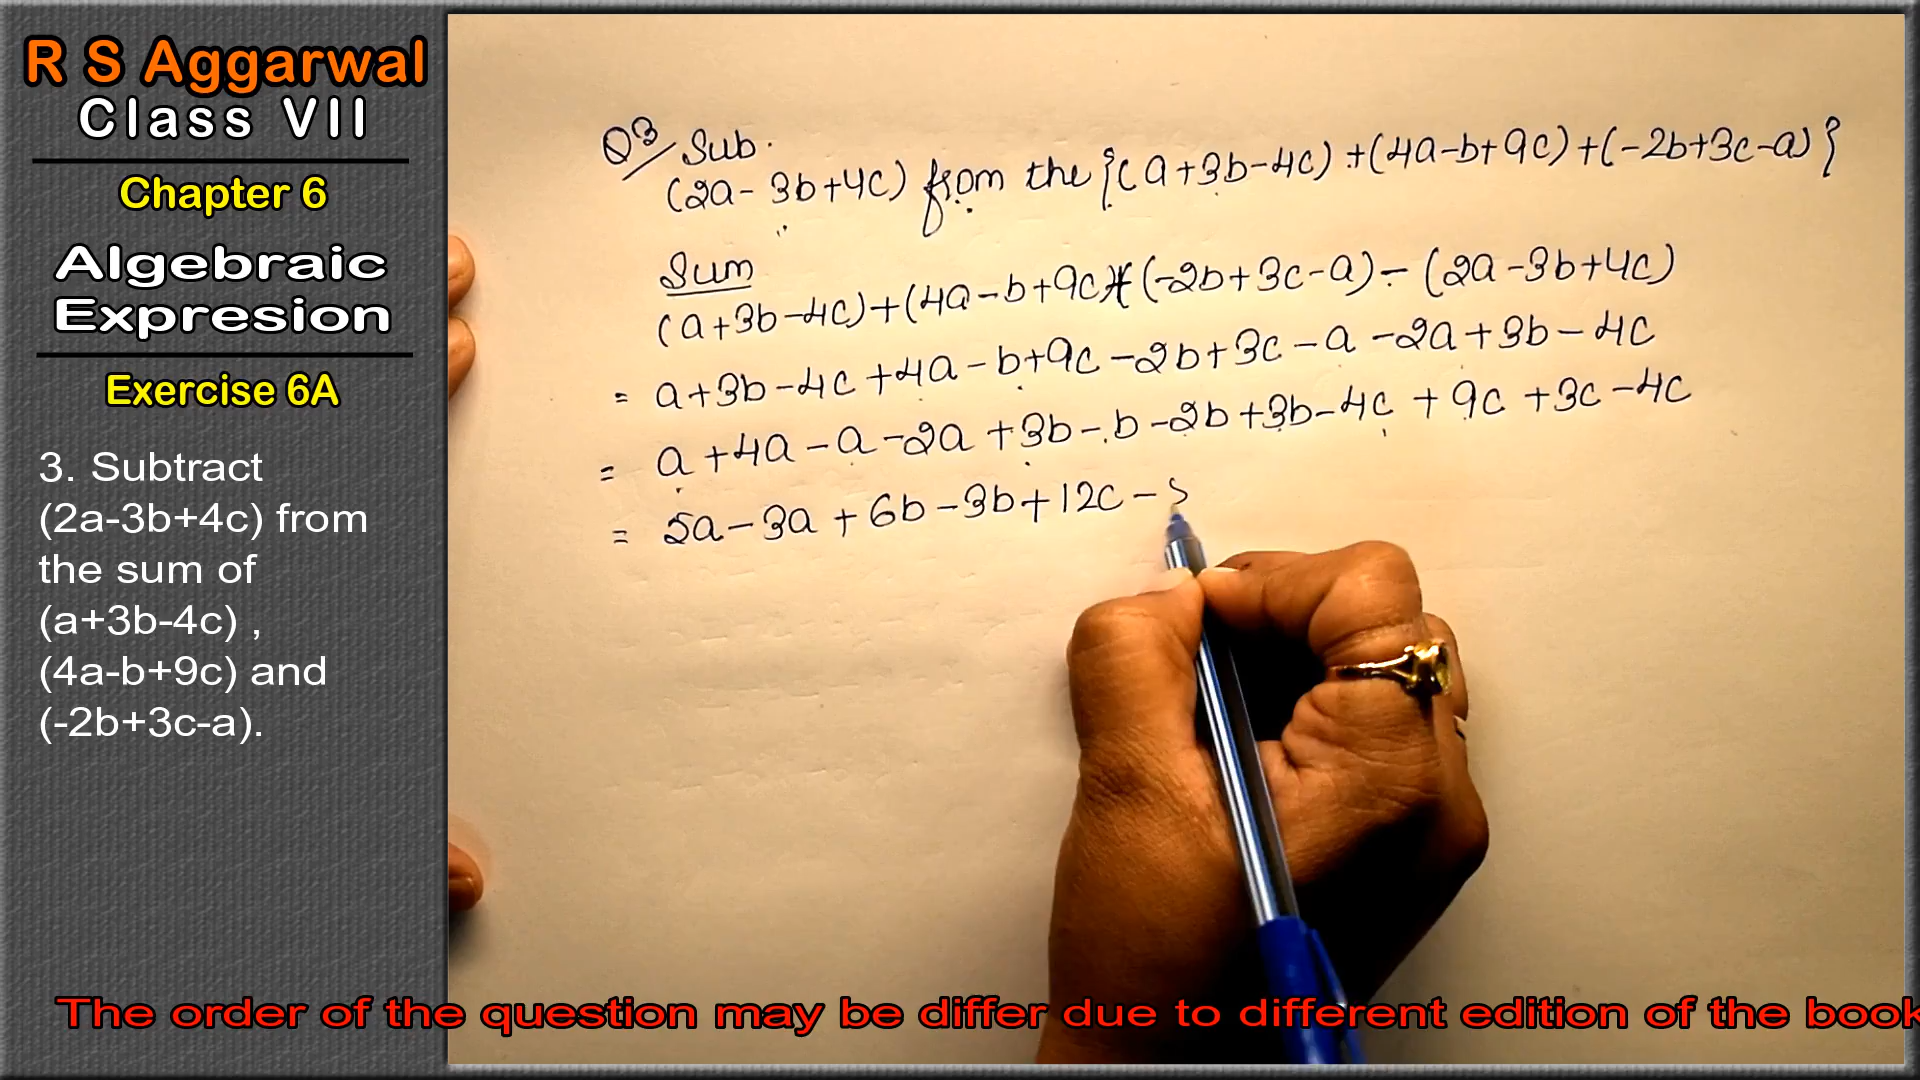 R S Aggarwal
Class VII
Chapter 6
Algebraic
Expresion
Exercise 6A
3. Subtract
(2a-3b+4c) from
the sum of
(a+3b-4c) ,
(4a-b+9c) and
(-2b+3c-a).
Q3/ Sub.
(2a-3b+4c) from the {(a+3b-4c)+(4a-b+9c)+(-2b+3c-a)}
Sum
(a+3b-4c)+(4a-b+9c)+(-2b+3c-a)-(2a-3b+4c)
= a+3b-4c+4a-b+9c-2b+3c-a-2a+3b-4c
= a+4a-a-2a+3b-b-2b+3b-4c+9c+3c-4c
= 5a-3a+6b-3b+12c-
The order of the question may be differ due to different edition of the book